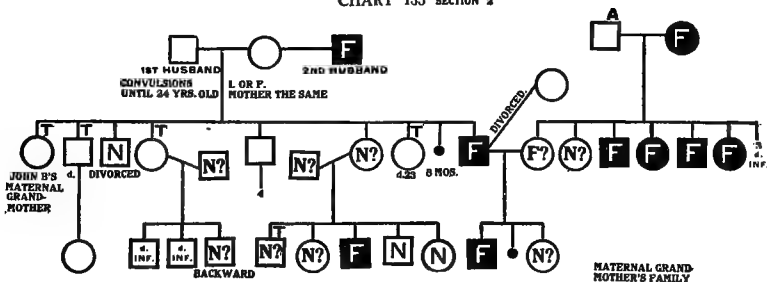 CHART 133 SECTION 2
A
F
F
1ST HUSBAND
2ND HUSBAND
CONVULSIONS
UNTIL 24 YRS. OLD
L OR P.
MOTHER THE SAME
DIVORCED.
T T T T
N N? N? N? F F? N? F F F F
d.
INF.
JOHN B'S
MATERNAL
GRAND-
MOTHER
d. DIVORCED
d
d.23
8 MOS.
T
d.
INF.
d.
INF.
N? N? N? F N N F N?
BACKWARD
MATERNAL GRAND-
MOTHER'S FAMILY